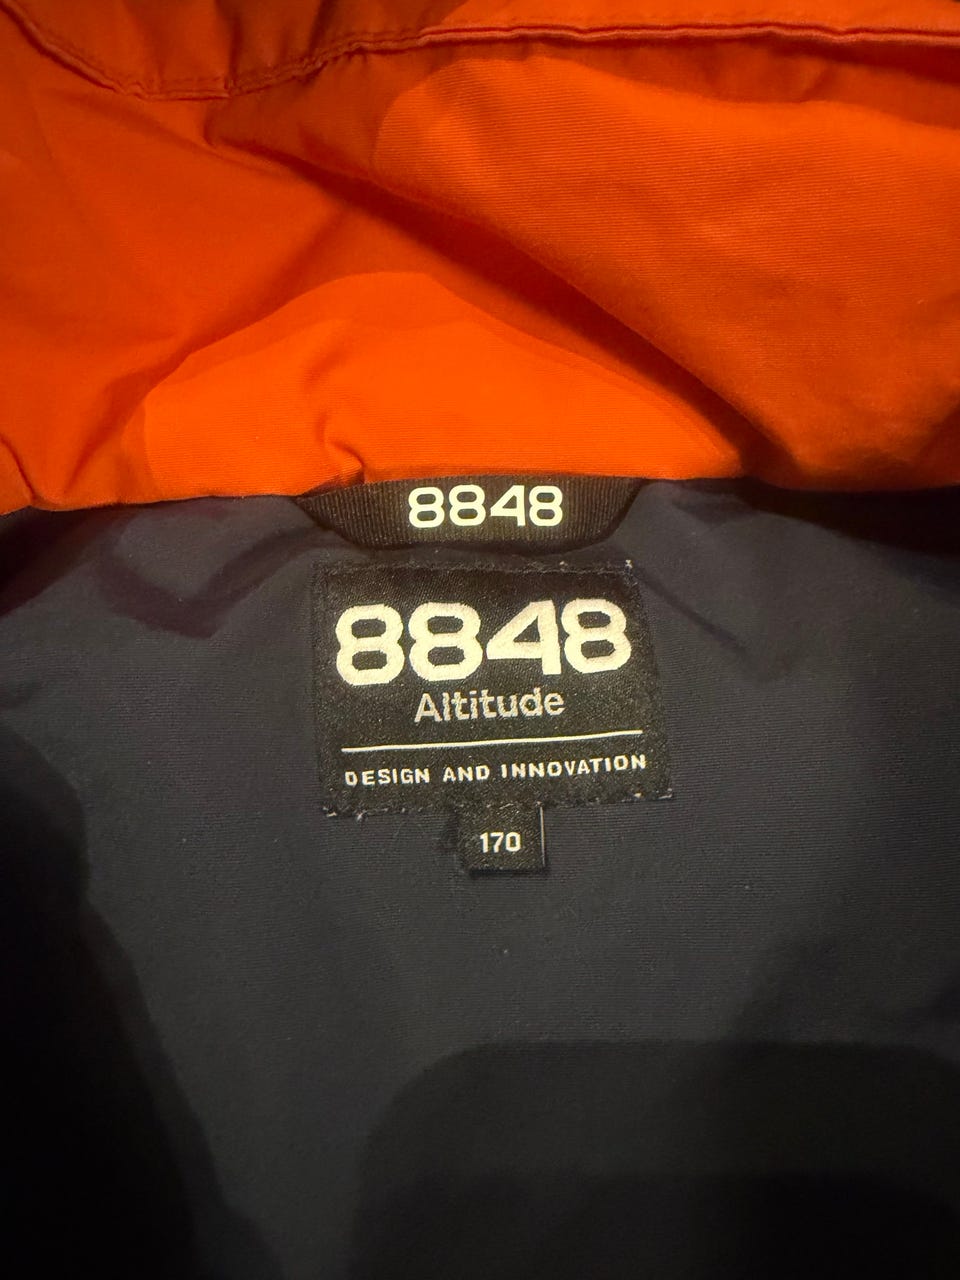 8848
8848
Altitude
DESIGN AND INNOVATION
170